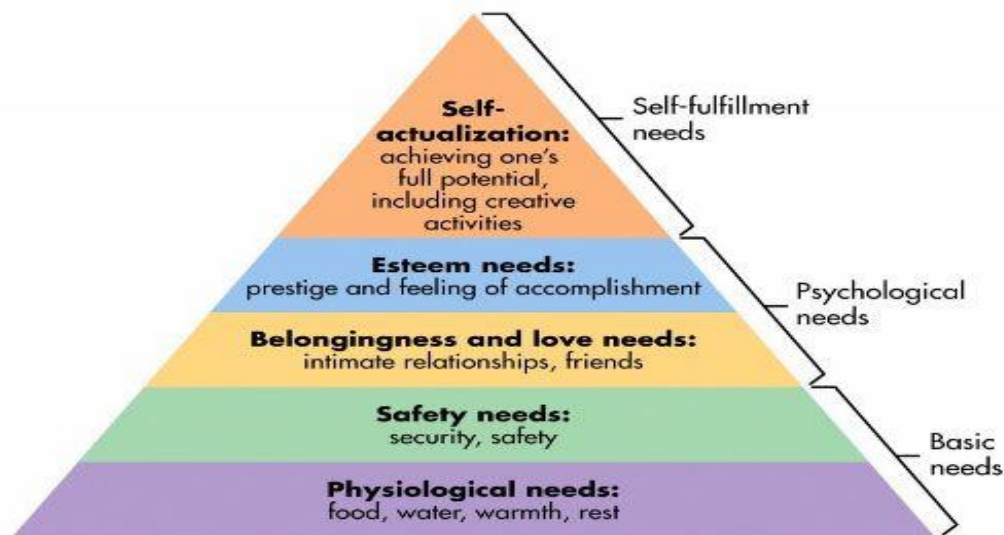 Self-
actualization:
achieving one's
full potential,
including creative
activities
Self-fulfillment
needs
Esteem needs:
prestige and feeling of accomplishment
Psychological
needs
Belongingness and love needs:
intimate relationships, friends
Safety needs:
security, safety
Basic
needs
Physiological needs:
food, water, warmth, rest